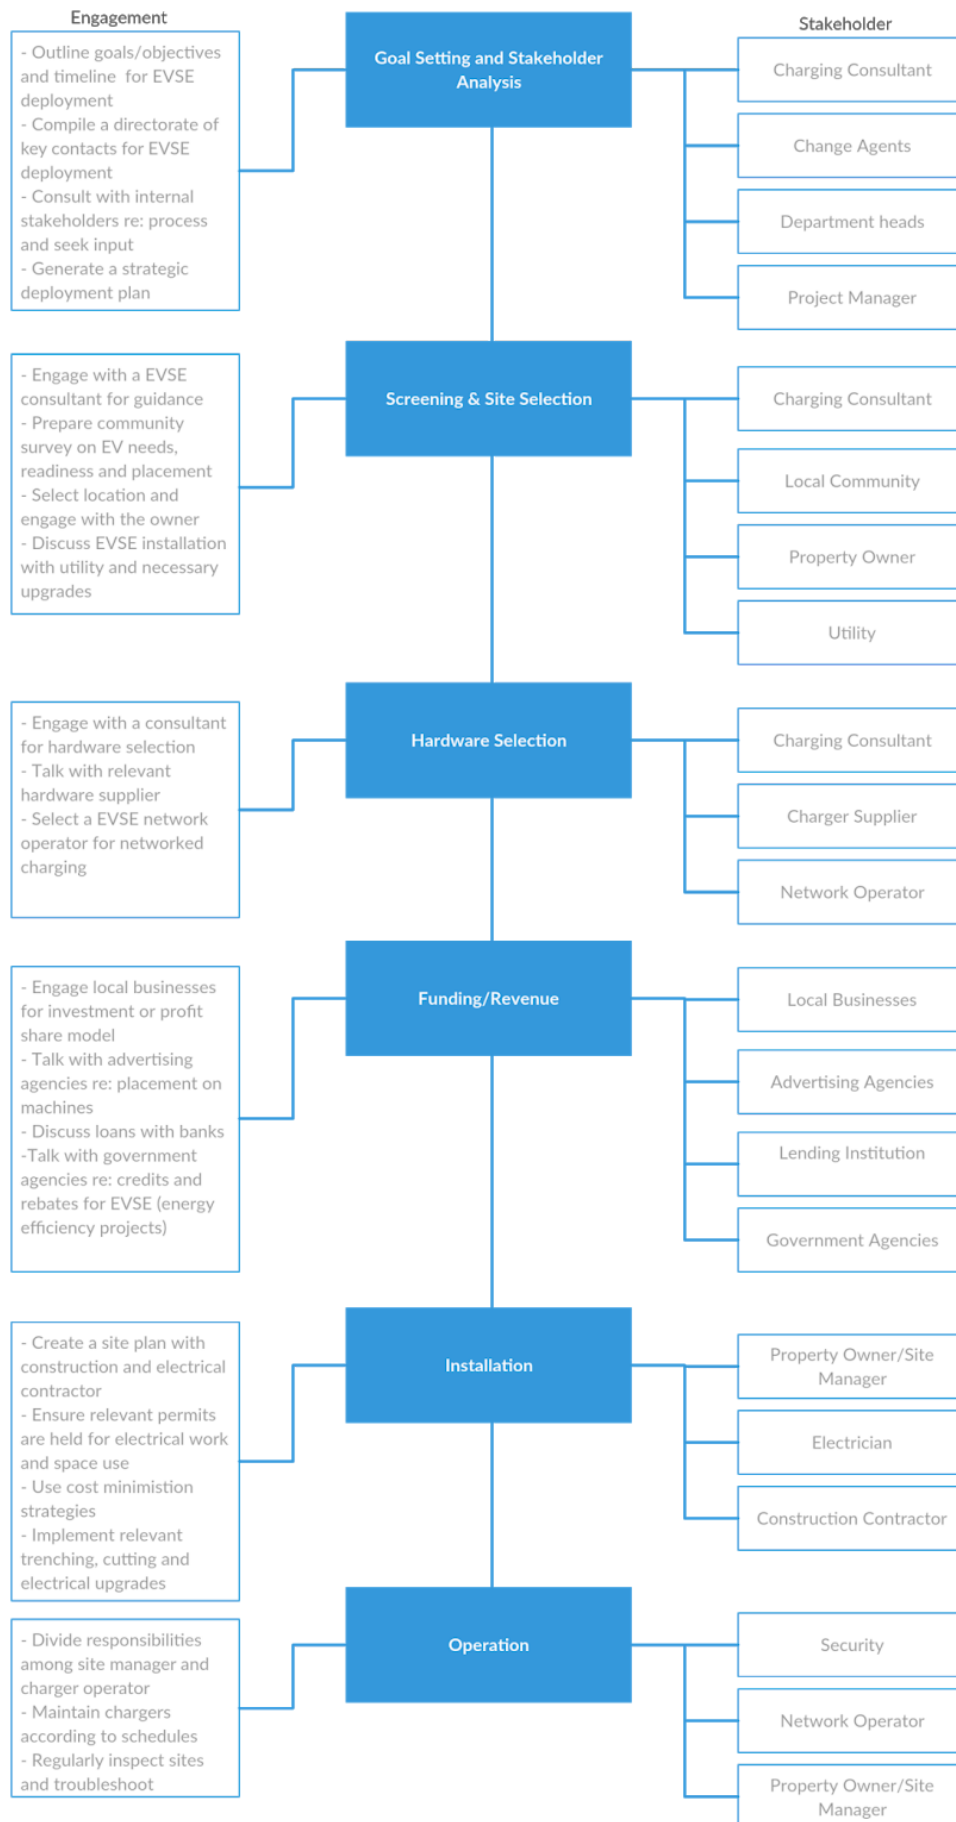 Engagement
Stakeholder
- Outline goals/objectives
and timeline for EVSE
deployment
- Compile a directorate of
key contacts for EVSE
deployment
- Consult with internal
stakeholders re: process
and seek input
- Generate a strategic
deployment plan
Goal Setting and Stakeholder
Analysis
Charging Consultant
Change Agents
Department heads
Project Manager
- Engage with a EVSE
consultant for guidance
- Prepare community
survey on EV needs,
readiness and placement
- Select location and
engage with the owner
- Discuss EVSE installation
with utility and necessary
upgrades
Screening & Site Selection
Charging Consultant
Local Community
Property Owner
Utility
- Engage with a consultant
for hardware selection
- Talk with relevant
hardware supplier
- Select a EVSE network
operator for networked
charging
Hardware Selection
Charging Consultant
Charger Supplier
Network Operator
- Engage local businesses
for investment or profit
share model
- Talk with advertising
agencies re: placement on
machines
- Discuss loans with banks
-Talk with government
agencies re: credits and
rebates for EVSE (energy
efficiency projects)
Funding/Revenue
Local Businesses
Advertising Agencies
Lending Institution
Government Agencies
- Create a site plan with
construction and electrical
contractor
- Ensure relevant permits
are held for electrical work
and space use
- Use cost minimistion
strategies
- Implement relevant
trenching, cutting and
electrical upgrades
Installation
Property Owner/Site
Manager
Electrician
Construction Contractor
- Divide responsibilities
among site manager and
charger operator
- Maintain chargers
according to schedules
- Regularly inspect sites
and troubleshoot
Operation
Security
Network Operator
Property Owner/Site
Manager